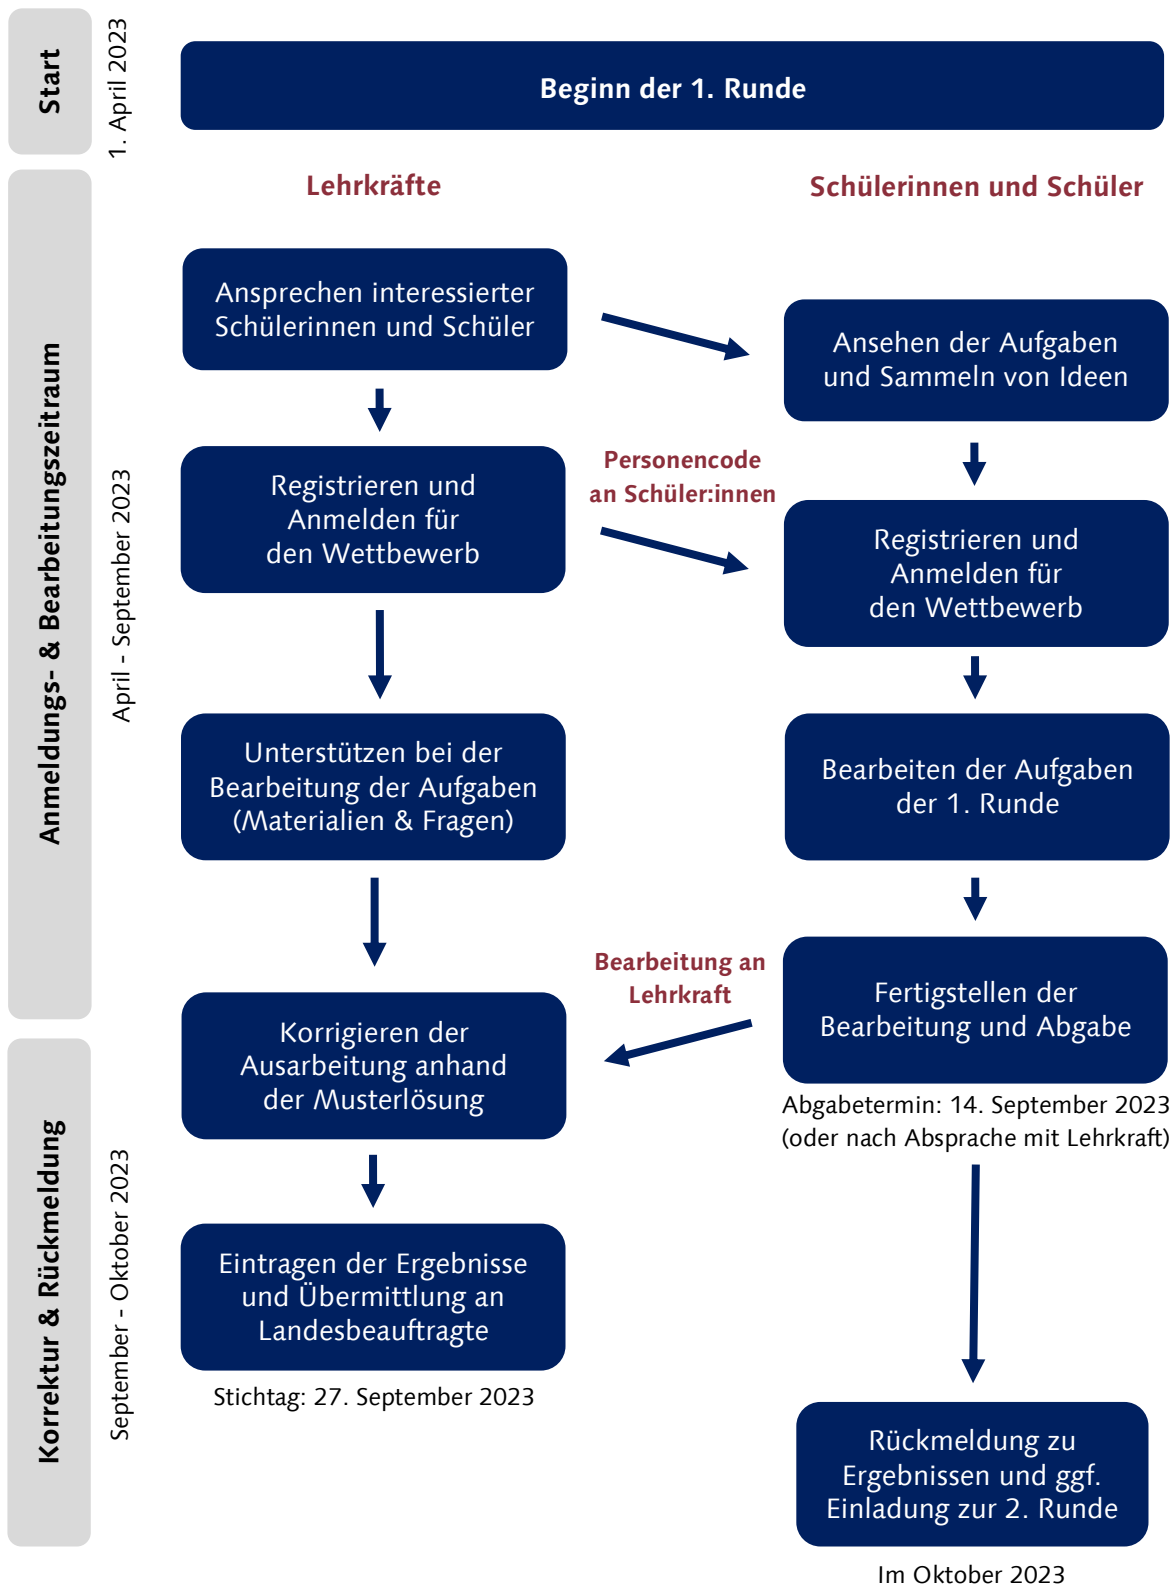 Start
1. April 2023
Beginn der 1. Runde
Anmeldungs- & Bearbeitungszeitraum
April - September 2023
Lehrkräfte
Schülerinnen und Schüler
Ansprechen interessierter
Schülerinnen und Schüler
Ansehen der Aufgaben
und Sammeln von Ideen
Registrieren und
Anmelden für
den Wettbewerb
Personencode
an Schüler:innen
Registrieren und
Anmelden für
den Wettbewerb
Unterstützen bei der
Bearbeitung der Aufgaben
(Materialien & Fragen)
Bearbeiten der Aufgaben
der 1. Runde
Bearbeitung an
Lehrkraft
Fertigstellen der
Bearbeitung und Abgabe
Abgabetermin: 14. September 2023
(oder nach Absprache mit Lehrkraft)
Korrektur & Rückmeldung
September - Oktober 2023
Korrigieren der
Ausarbeitung anhand
der Musterlösung
Eintragen der Ergebnisse
und Übermittlung an
Landesbeauftragte
Stichtag: 27. September 2023
Rückmeldung zu
Ergebnissen und ggf.
Einladung zur 2. Runde
Im Oktober 2023